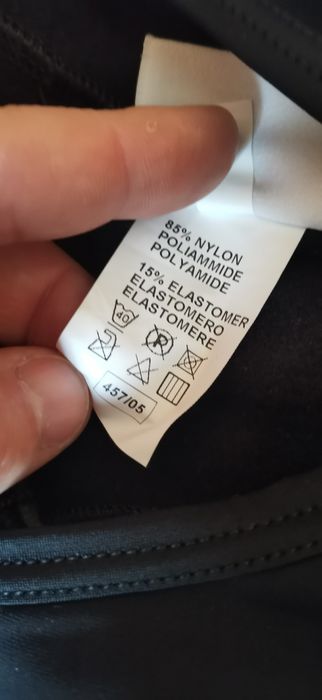 85% NYLON
POLIAMMIDE
POLYAMIDE
15% ELASTOMER
ELASTOMERO
ELASTOMERE
40
P
457/05